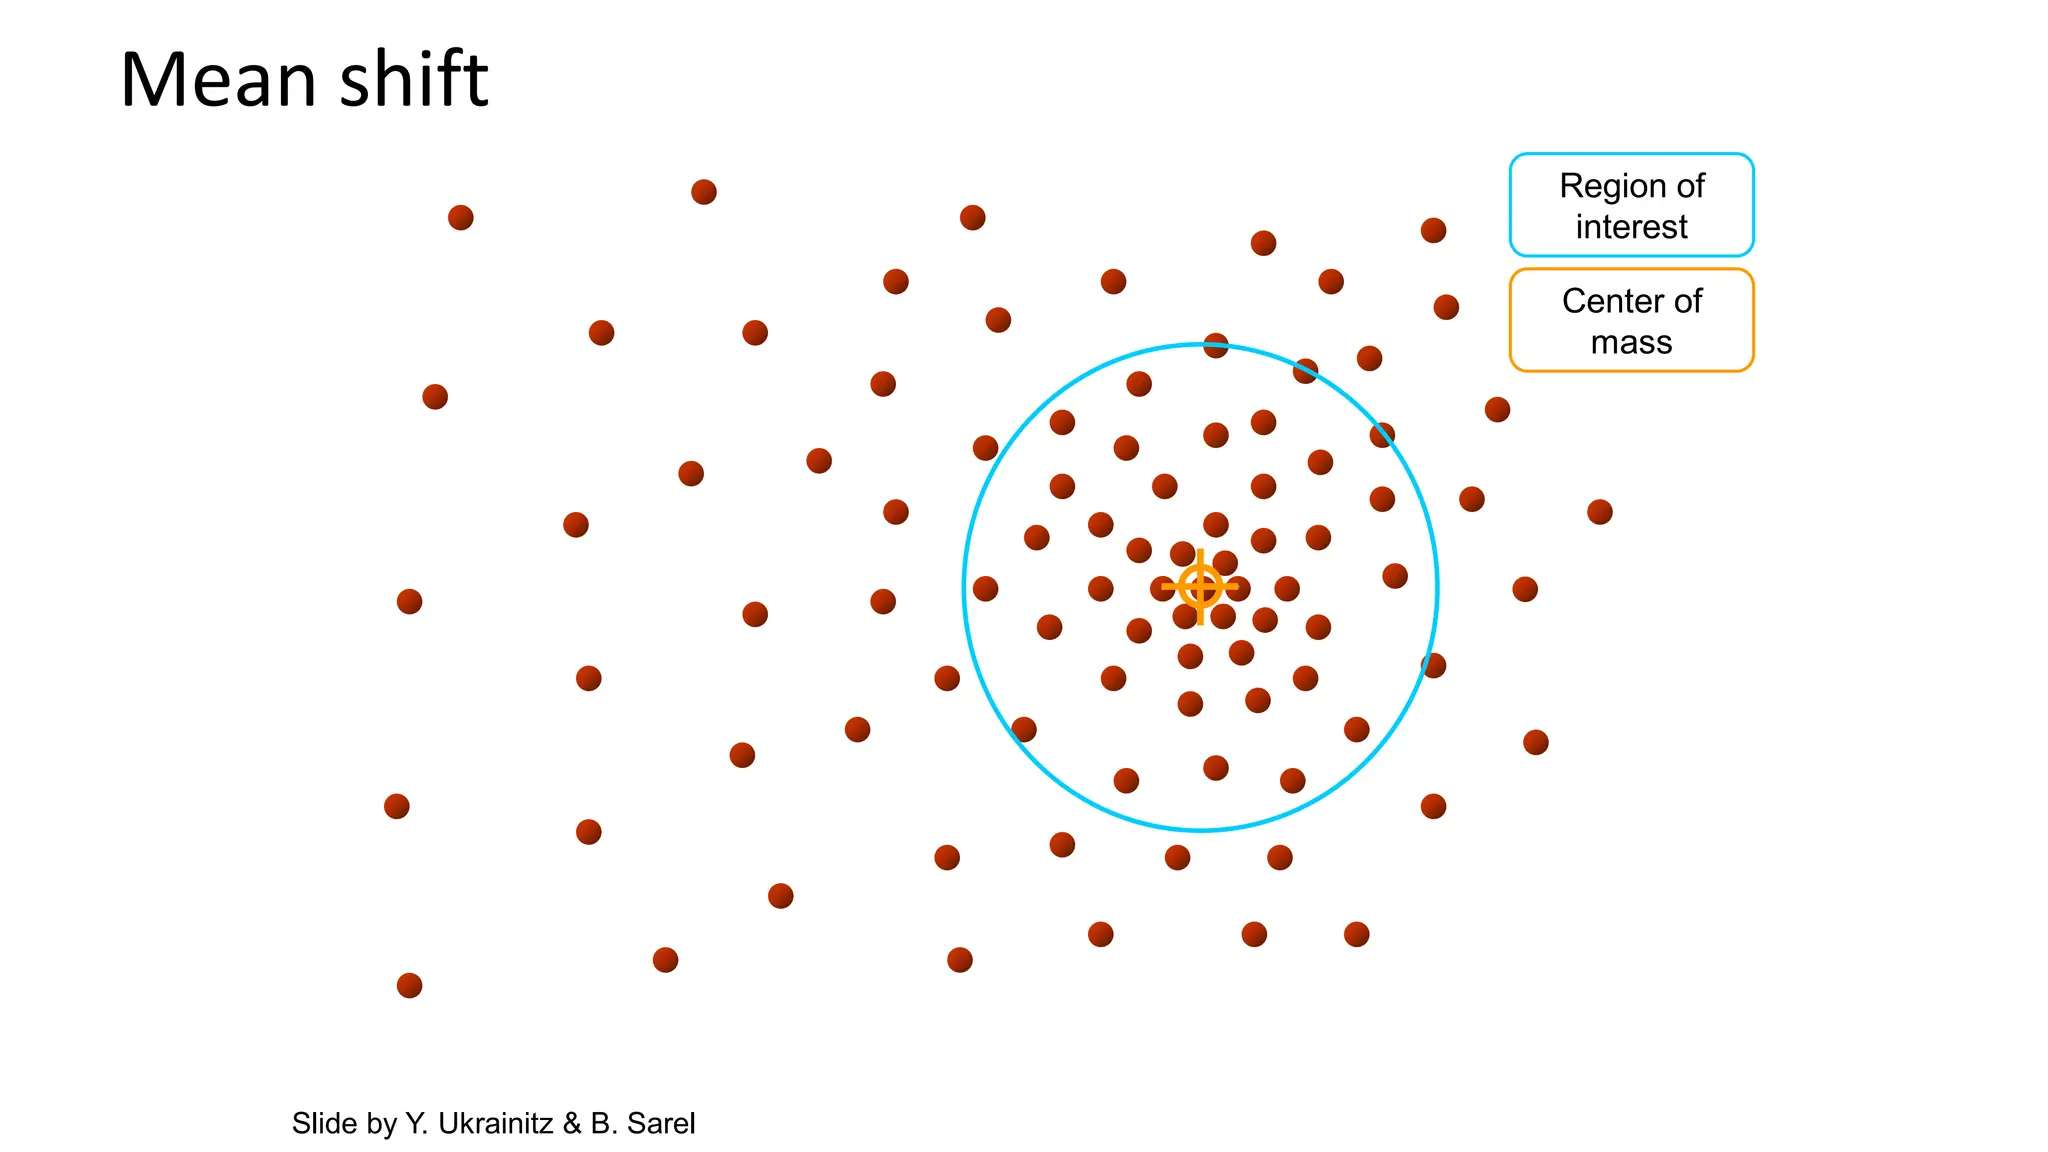 Mean shift
Region of
interest
Center of
mass
Slide by Y. Ukrainitz & B. Sarel